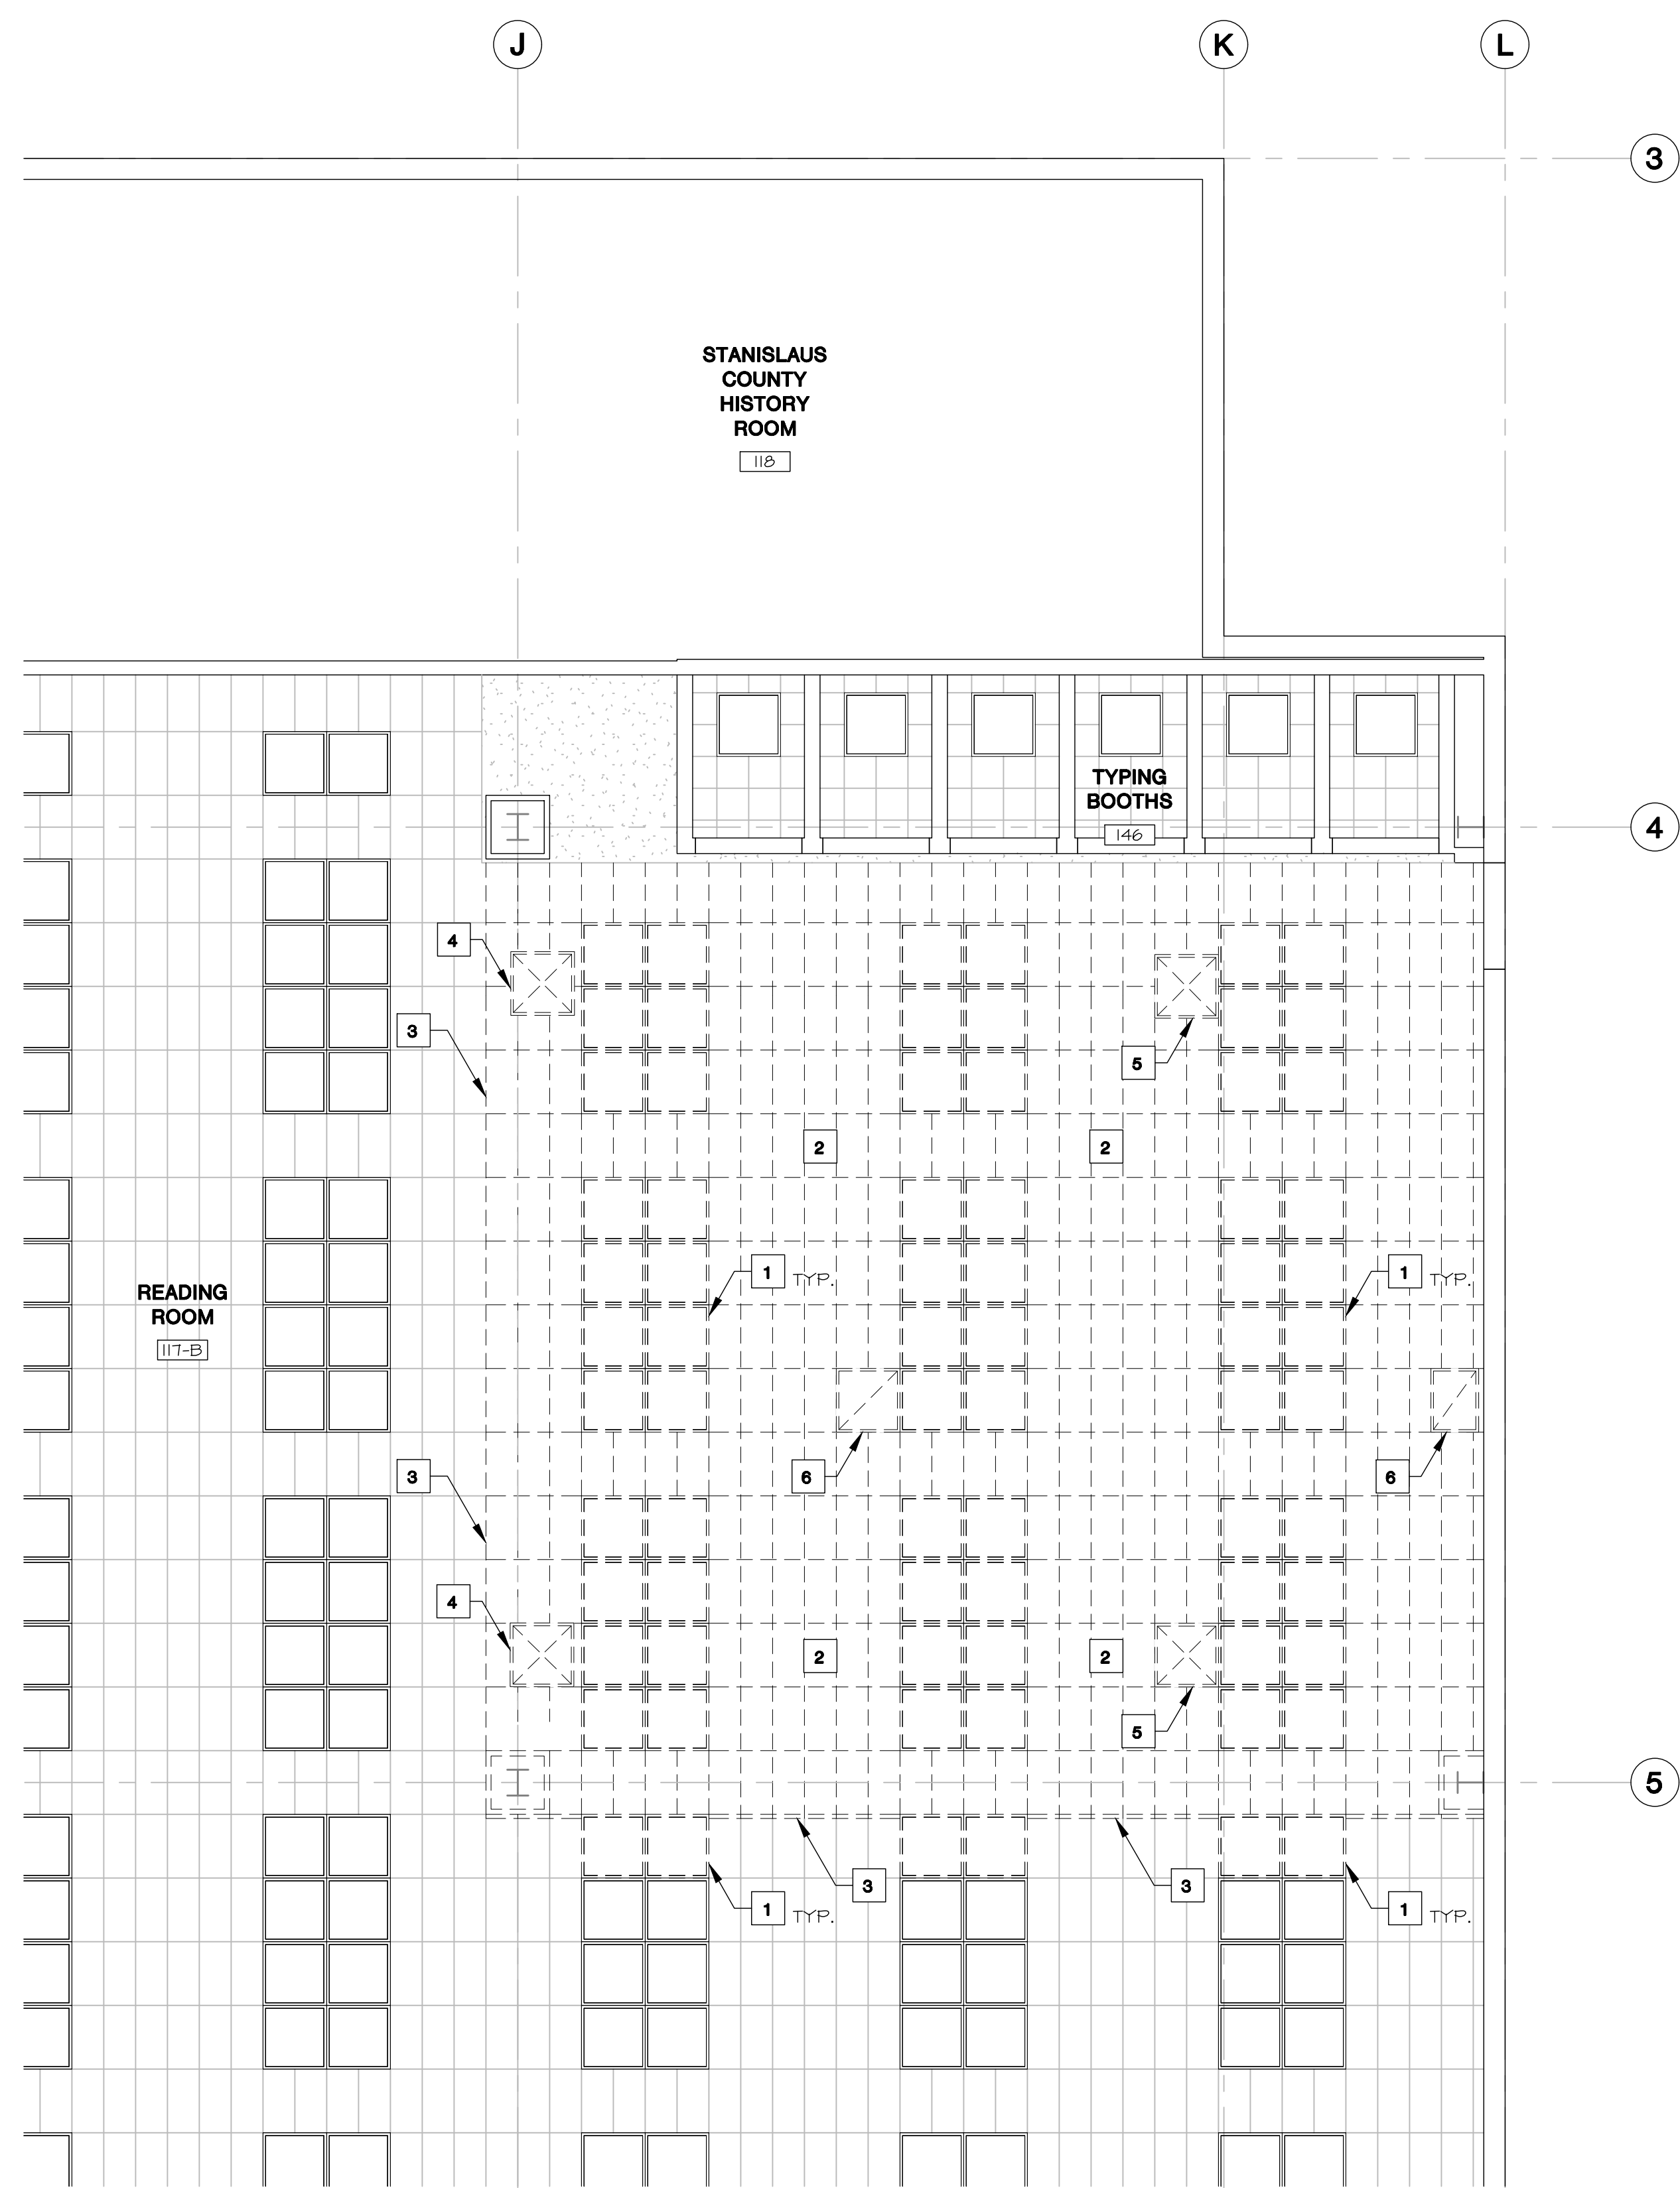 J
K
L
3
STANISLAUS
COUNTY
HISTORY
ROOM
118
TYPING
BOOTHS
146
4
4
3
5
2
2
1 TYP.
1 TYP.
READING
ROOM
117-B
3
6
6
4
2
2
5
5
3
3
1 TYP.
1 TYP.